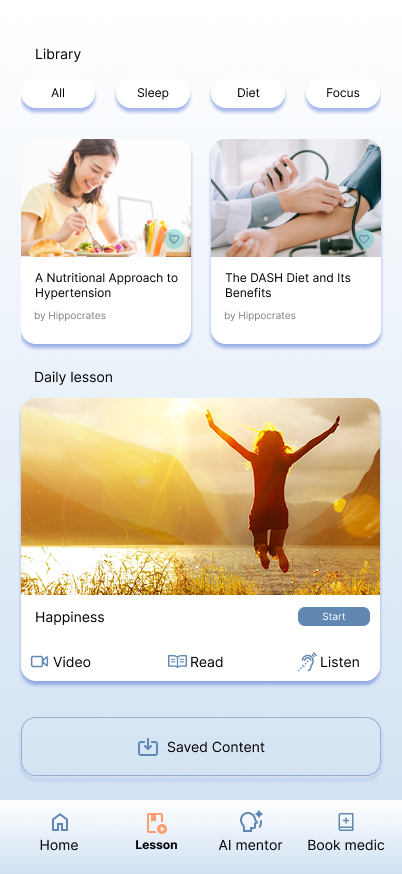 Library
All
Sleep
Diet
Focus
A Nutritional Approach to
Hypertension
by Hippocrates
The DASH Diet and Its
Benefits
by Hippocrates
Daily lesson
Happiness
Start
Video
Read
Listen
Saved Content
Home
Lesson
AI mentor
Book medic